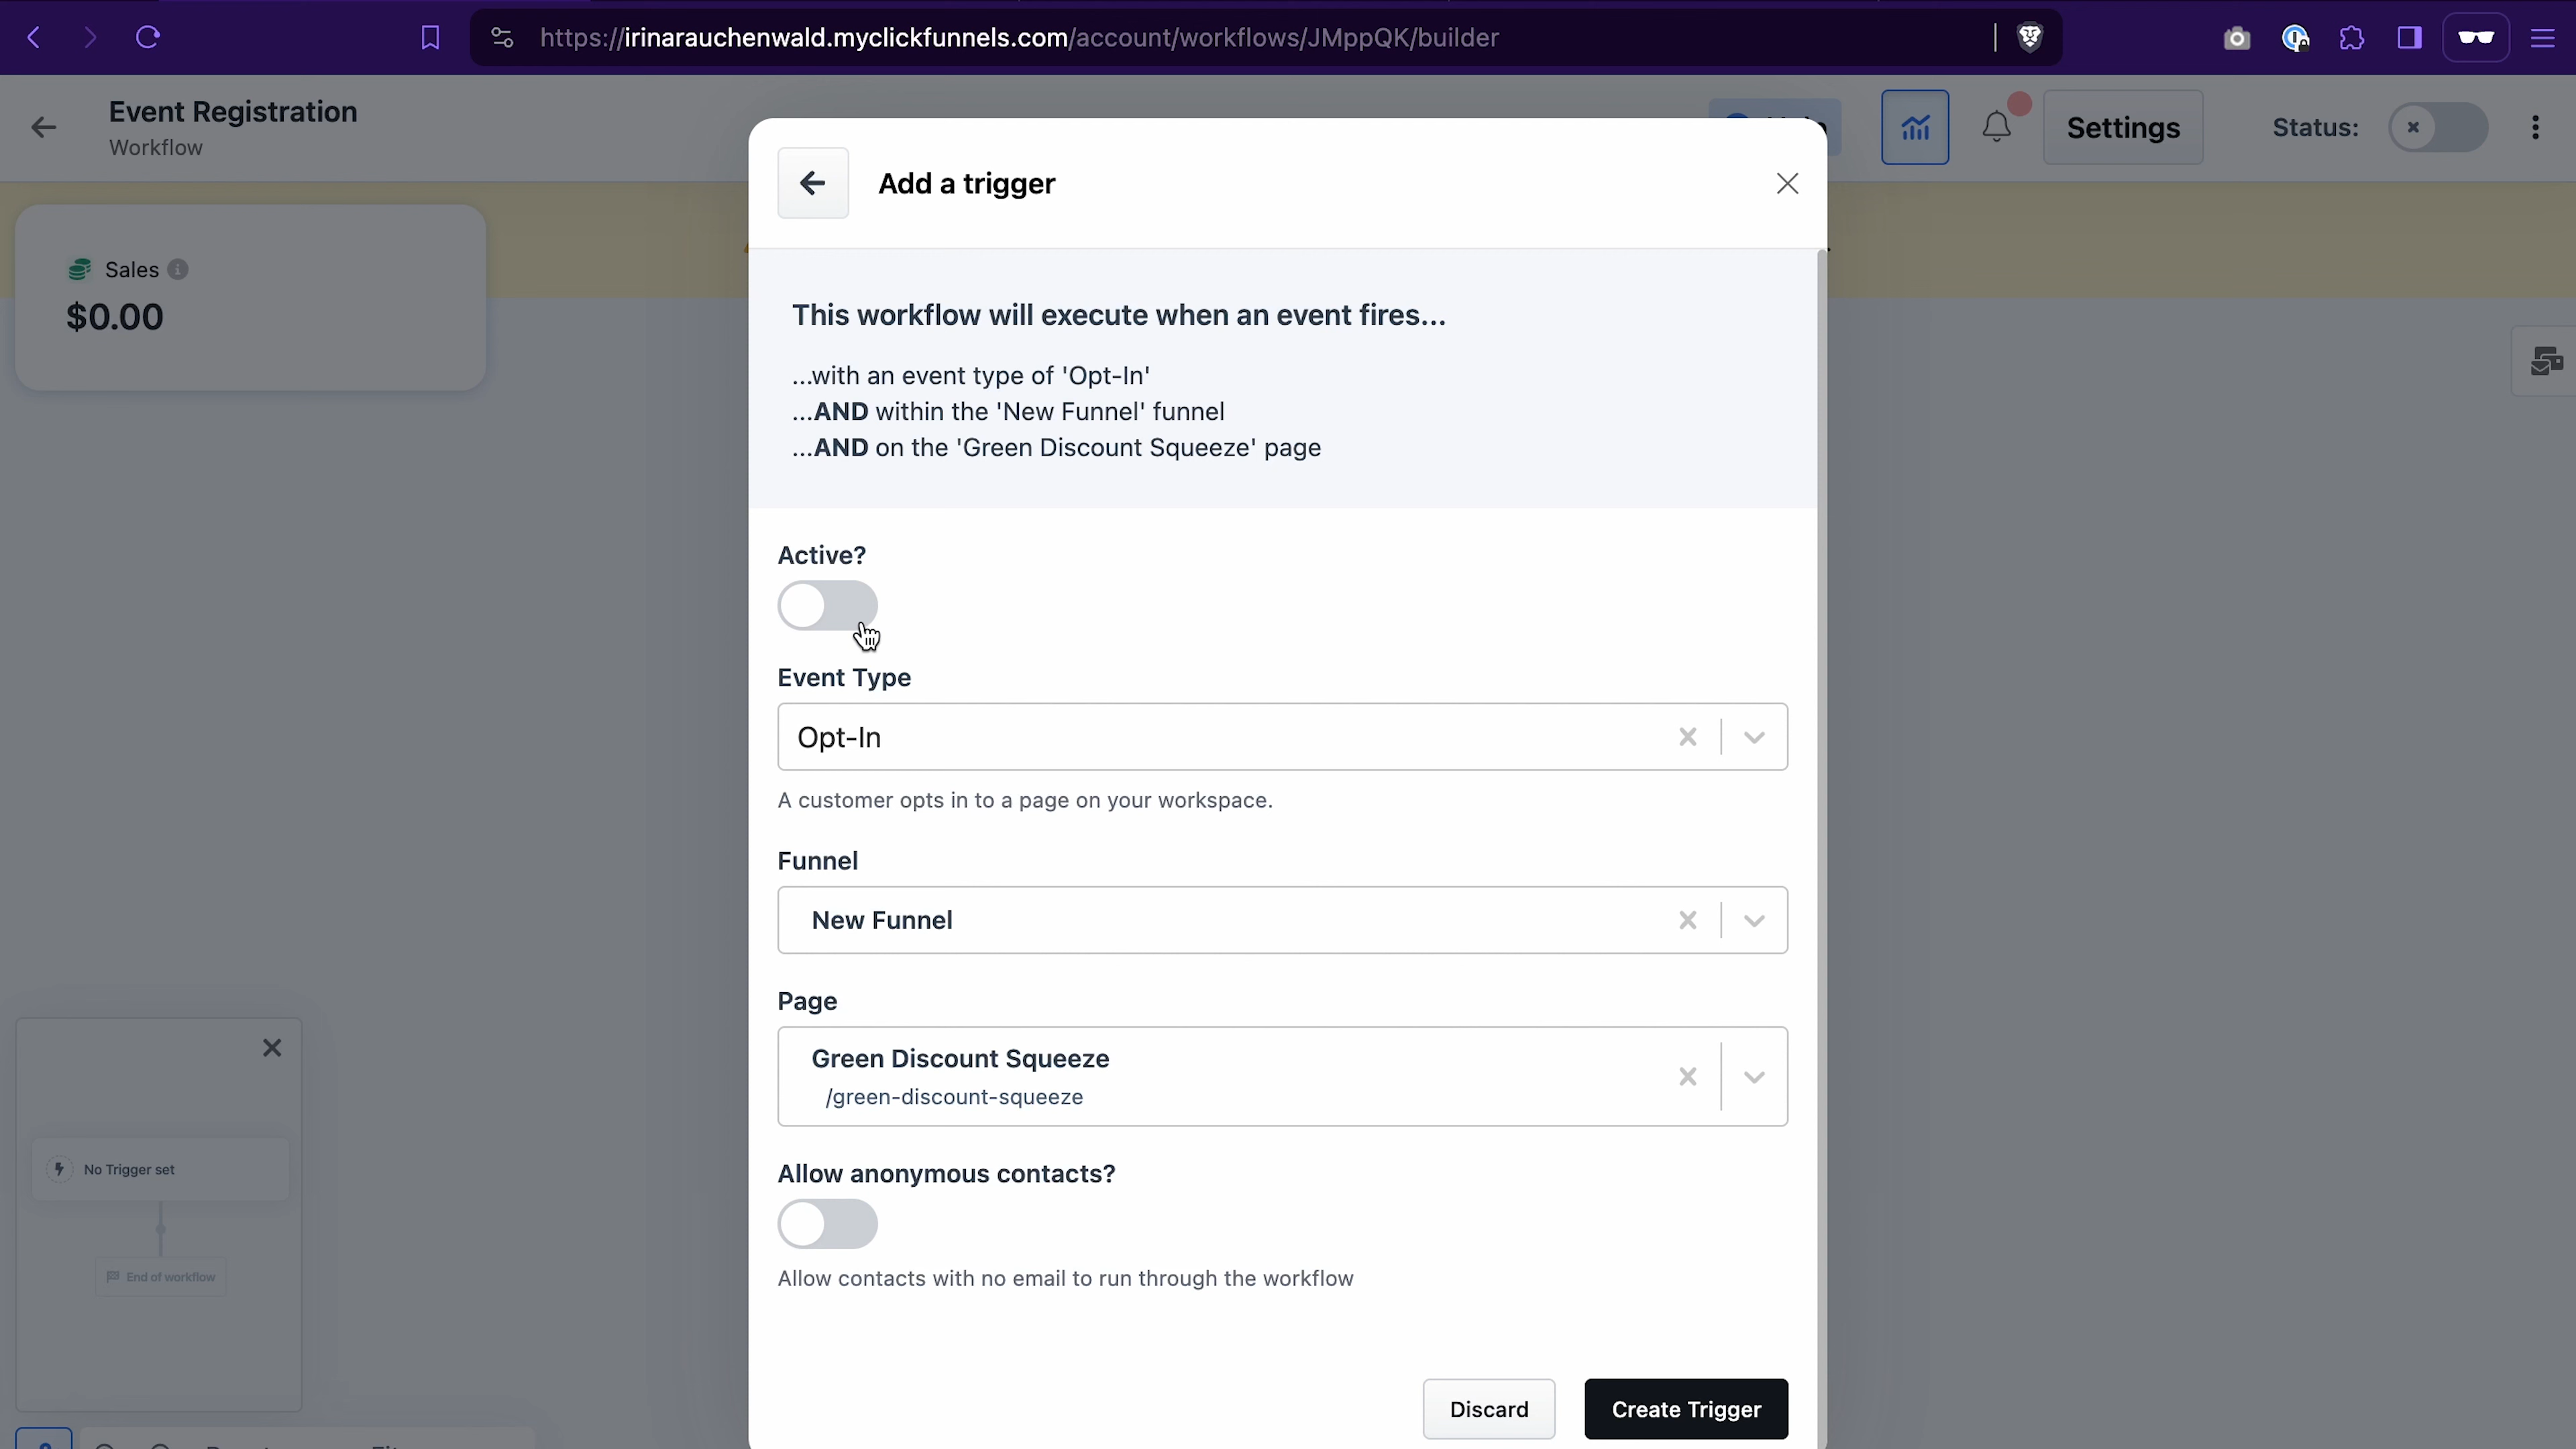 https://irinarauchenwald.myclickfunnels.com/account/workflows/JMppQK/builder
Event Registration
Workflow
Settings
Status:
Add a trigger
Sales
$0.00
This workflow will execute when an event fires...
...with an event type of 'Opt-In'
...AND within the 'New Funnel' funnel
...AND on the 'Green Discount Squeeze' page
Active?
Event Type
Opt-In
A customer opts in to a page on your workspace.
Funnel
New Funnel
Page
Green Discount Squeeze
/green-discount-squeeze
Allow anonymous contacts?
Allow contacts with no email to run through the workflow
No Trigger set
End of workflow
Discard
Create Trigger